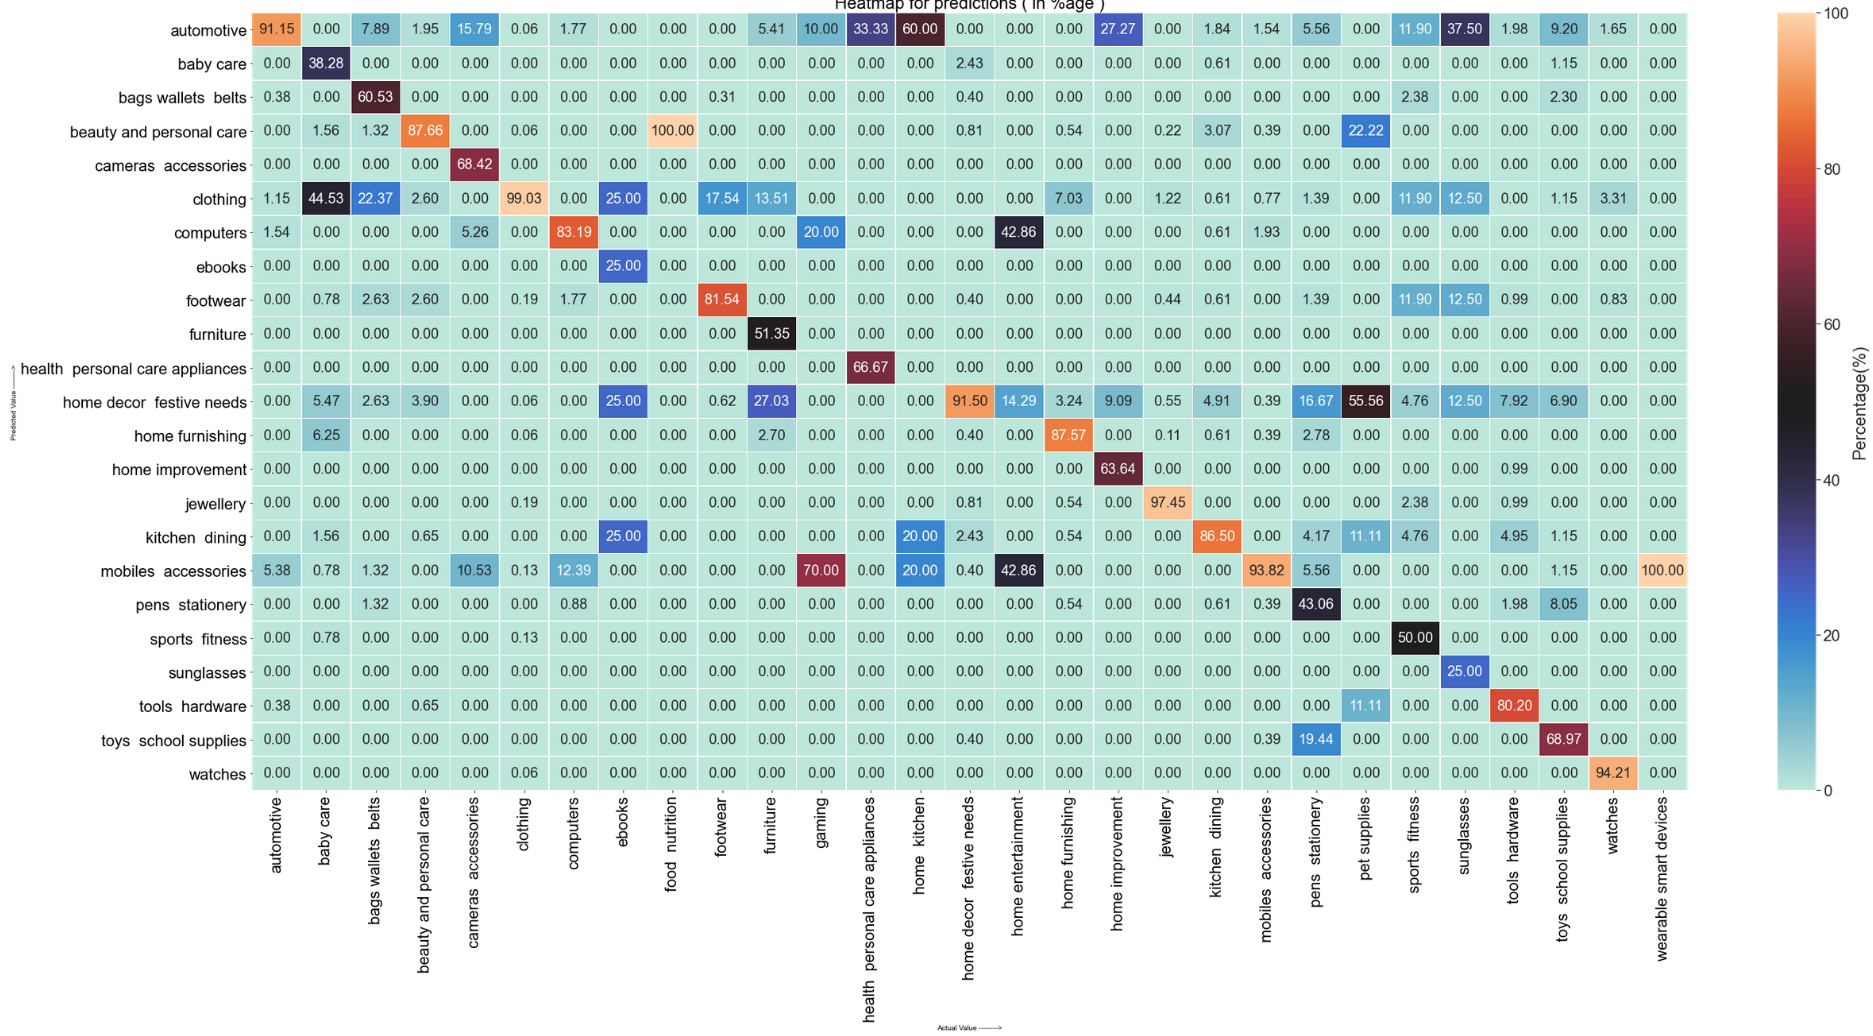 Heatmap for predictions ( in %age )
automotive 91.15 0.00 7.89 1.95 15.79 0.06 1.77 0.00 0.00 0.00 5.41 10.00 33.33 60.00 0.00 0.00 0.00 27.27 0.00 1.84 1.54 5.56 0.00 11.90 37.50 1.98 9.20 1.65 0.00
baby care 0.00 38.28 0.00 0.00 0.00 0.00 0.00 0.00 0.00 0.00 0.00 0.00 0.00 0.00 2.43 0.00 0.00 0.00 0.00 0.61 0.00 0.00 0.00 0.00 0.00 0.00 1.15 0.00 0.00
bags wallets belts 0.38 0.00 60.53 0.00 0.00 0.00 0.00 0.00 0.00 0.31 0.00 0.00 0.00 0.00 0.40 0.00 0.00 0.00 0.00 0.00 0.00 0.00 0.00 2.38 0.00 0.00 2.30 0.00 0.00
beauty and personal care 0.00 1.56 1.32 87.66 0.00 0.06 0.00 0.00 100.00 0.00 0.00 0.00 0.00 0.00 0.81 0.00 0.54 0.00 0.22 3.07 0.39 0.00 22.22 0.00 0.00 0.00 0.00 0.00 0.00
cameras accessories 0.00 0.00 0.00 0.00 68.42 0.00 0.00 0.00 0.00 0.00 0.00 0.00 0.00 0.00 0.00 0.00 0.00 0.00 0.00 0.00 0.00 0.00 0.00 0.00 0.00 0.00 0.00 0.00 0.00
clothing 1.15 44.53 22.37 2.60 0.00 99.03 0.00 25.00 0.00 17.54 13.51 0.00 0.00 0.00 0.00 0.00 7.03 0.00 1.22 0.61 0.77 1.39 0.00 11.90 12.50 0.00 1.15 3.31 0.00
computers 1.54 0.00 0.00 0.00 5.26 0.00 83.19 0.00 0.00 0.00 0.00 20.00 0.00 0.00 0.00 42.86 0.00 0.00 0.00 0.61 1.93 0.00 0.00 0.00 0.00 0.00 0.00 0.00 0.00
ebooks 0.00 0.00 0.00 0.00 0.00 0.00 0.00 25.00 0.00 0.00 0.00 0.00 0.00 0.00 0.00 0.00 0.00 0.00 0.00 0.00 0.00 0.00 0.00 0.00 0.00 0.00 0.00 0.00 0.00
footwear 0.00 0.78 2.63 2.60 0.00 0.19 1.77 0.00 0.00 81.54 0.00 0.00 0.00 0.00 0.40 0.00 0.00 0.00 0.44 0.61 0.00 1.39 0.00 11.90 12.50 0.99 0.00 0.83 0.00
furniture 0.00 0.00 0.00 0.00 0.00 0.00 0.00 0.00 0.00 0.00 51.35 0.00 0.00 0.00 0.00 0.00 0.00 0.00 0.00 0.00 0.00 0.00 0.00 0.00 0.00 0.00 0.00 0.00 0.00
health personal care appliances 0.00 0.00 0.00 0.00 0.00 0.00 0.00 0.00 0.00 0.00 0.00 0.00 66.67 0.00 0.00 0.00 0.00 0.00 0.00 0.00 0.00 0.00 0.00 0.00 0.00 0.00 0.00 0.00 0.00
home decor festive needs 0.00 5.47 2.63 3.90 0.00 0.06 0.00 25.00 0.00 0.62 27.03 0.00 0.00 0.00 91.50 14.29 3.24 9.09 0.55 4.91 0.39 16.67 55.56 4.76 12.50 7.92 6.90 0.00 0.00
home furnishing 0.00 6.25 0.00 0.00 0.00 0.06 0.00 0.00 0.00 0.00 2.70 0.00 0.00 0.00 0.40 0.00 87.57 0.00 0.11 0.61 0.39 2.78 0.00 0.00 0.00 0.00 0.00 0.00 0.00
home improvement 0.00 0.00 0.00 0.00 0.00 0.00 0.00 0.00 0.00 0.00 0.00 0.00 0.00 0.00 0.00 0.00 0.00 63.64 0.00 0.00 0.00 0.00 0.00 0.00 0.00 0.99 0.00 0.00 0.00
jewellery 0.00 0.00 0.00 0.00 0.00 0.19 0.00 0.00 0.00 0.00 0.00 0.00 0.00 0.00 0.81 0.00 0.54 0.00 97.45 0.00 0.00 0.00 0.00 2.38 0.00 0.99 0.00 0.00 0.00
kitchen dining 0.00 1.56 0.00 0.65 0.00 0.00 0.00 25.00 0.00 0.00 0.00 0.00 0.00 20.00 2.43 0.00 0.54 0.00 0.00 86.50 0.00 4.17 11.11 4.76 0.00 4.95 1.15 0.00 0.00
mobiles accessories 5.38 0.78 1.32 0.00 10.53 0.13 12.39 0.00 0.00 0.00 0.00 70.00 0.00 20.00 0.40 42.86 0.00 0.00 0.00 0.00 93.82 5.56 0.00 0.00 0.00 0.00 1.15 0.00 100.00
pens stationery 0.00 0.00 1.32 0.00 0.00 0.00 0.88 0.00 0.00 0.00 0.00 0.00 0.00 0.00 0.00 0.00 0.54 0.00 0.00 0.61 0.39 43.06 0.00 0.00 0.00 1.98 8.05 0.00 0.00
sports fitness 0.00 0.78 0.00 0.00 0.00 0.13 0.00 0.00 0.00 0.00 0.00 0.00 0.00 0.00 0.00 0.00 0.00 0.00 0.00 0.00 0.00 0.00 0.00 50.00 0.00 0.00 0.00 0.00 0.00
sunglasses 0.00 0.00 0.00 0.00 0.00 0.00 0.00 0.00 0.00 0.00 0.00 0.00 0.00 0.00 0.00 0.00 0.00 0.00 0.00 0.00 0.00 0.00 0.00 0.00 25.00 0.00 0.00 0.00 0.00
tools hardware 0.38 0.00 0.00 0.65 0.00 0.00 0.00 0.00 0.00 0.00 0.00 0.00 0.00 0.00 0.00 0.00 0.00 0.00 0.00 0.00 0.00 0.00 11.11 0.00 0.00 80.20 0.00 0.00 0.00
toys school supplies 0.00 0.00 0.00 0.00 0.00 0.00 0.00 0.00 0.00 0.00 0.00 0.00 0.00 0.00 0.40 0.00 0.00 0.00 0.00 0.00 0.39 19.44 0.00 0.00 0.00 0.00 68.97 0.00 0.00
watches 0.00 0.00 0.00 0.00 0.00 0.06 0.00 0.00 0.00 0.00 0.00 0.00 0.00 0.00 0.00 0.00 0.00 0.00 0.00 0.00 0.00 0.00 0.00 0.00 0.00 0.00 0.00 94.21 0.00
automotive
baby care
bags wallets belts
beauty and personal care
cameras accessories
clothing
computers
ebooks
food nutrition
footwear
furniture
gaming
health personal care appliances
home kitchen
home decor festive needs
home entertainment
home furnishing
home improvement
jewellery
kitchen dining
mobiles accessories
pens stationery
pet supplies
sports fitness
sunglasses
tools hardware
toys school supplies
watches
wearable smart devices
Predicted Value --------->
Actual Value --------->
100
80
60
40
20
0
Percentage(%)